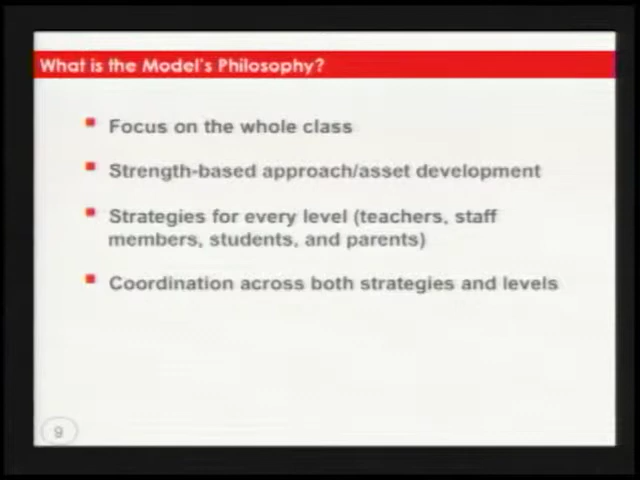 What is the Model's Philosophy?
Focus on the whole class
Strength-based approach/asset development
Strategies for every level (teachers, staff
members, students, and parents)
Coordination across both strategies and levels
9